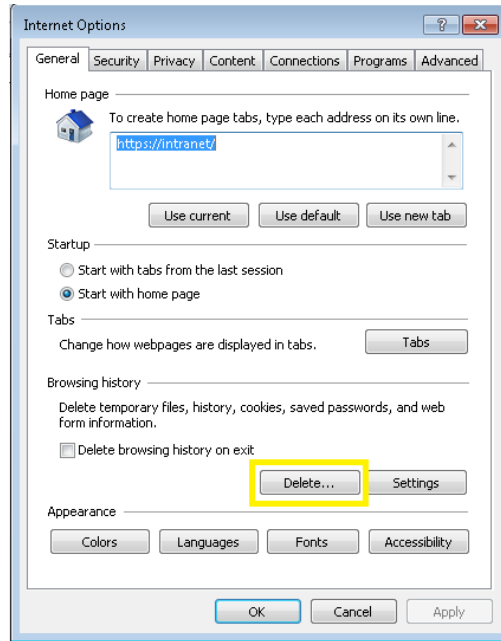 Internet Options
General Security Privacy Content Connections Programs Advanced
Home page
To create home page tabs, type each address on its own line.
https://intranet/
Use current Use default Use new tab
Startup
Start with tabs from the last session
Start with home page
Tabs
Change how webpages are displayed in tabs. Tabs
Browsing history
Delete temporary files, history, cookies, saved passwords, and web
form information.
Delete browsing history on exit
Delete... Settings
Appearance
Colors Languages Fonts Accessibility
OK Cancel Apply